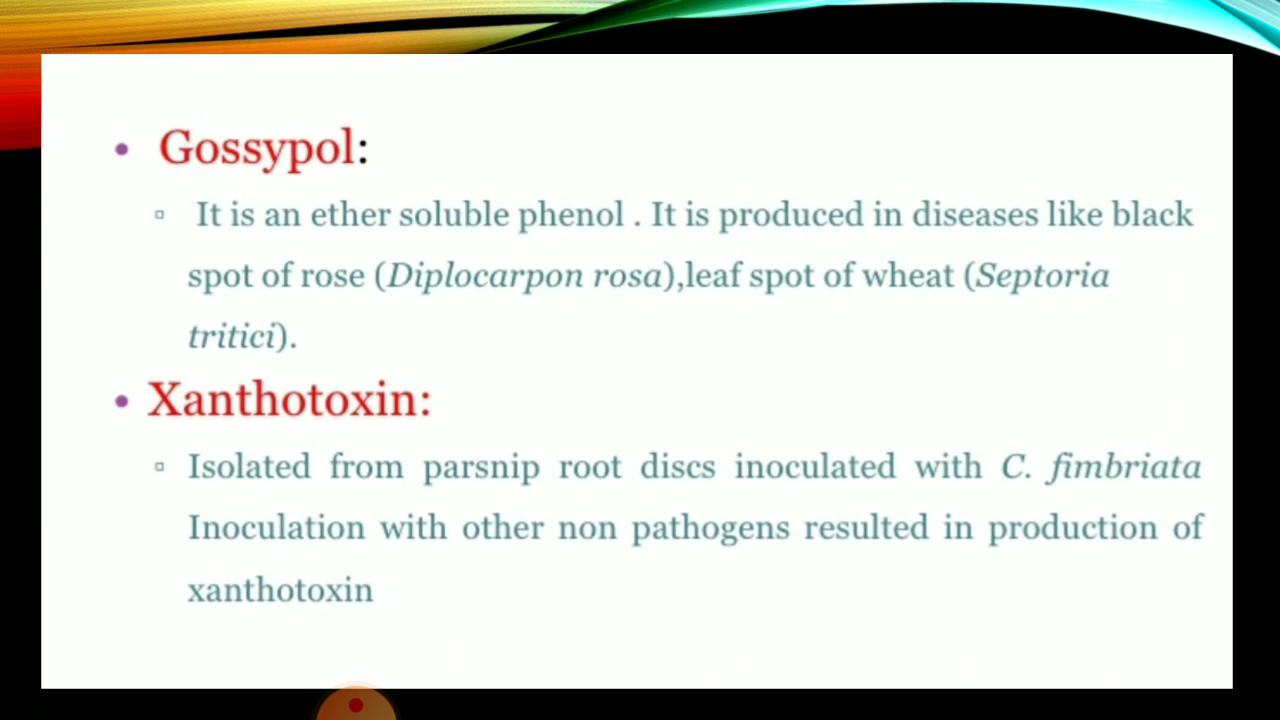 • Gossypol:
▫ It is an ether soluble phenol . It is produced in diseases like black
spot of rose (Diplocarpon rosa),leaf spot of wheat (Septoria
tritici).
• Xanthotoxin:
▫ Isolated from parsnip root discs inoculated with C. fimbriata
Inoculation with other non pathogens resulted in production of
xanthotoxin